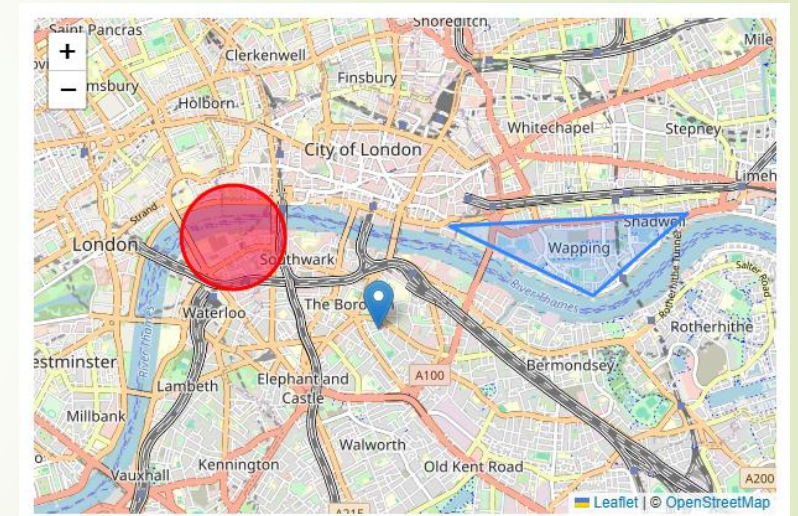 Saint Pancras
Shoreditch
+
Clerkenwell
Mile
msbury
Finsbury
−
Holborn
Whitechapel
Stepney
City of London
Limeh
Strand
London
Shadwell
Wapping
Southwark
Rotherhithe Tunnel
Salter Road
River Thames
The Boro
Waterloo
Rotherhithe
River Thames
estminster
Bermondsey
Elephant and
Castle
A100
Lambeth
Millbank
Walworth
Kennington
Old Kent Road
Vauxhall
A200
A215
Leaflet | © OpenStreetMap